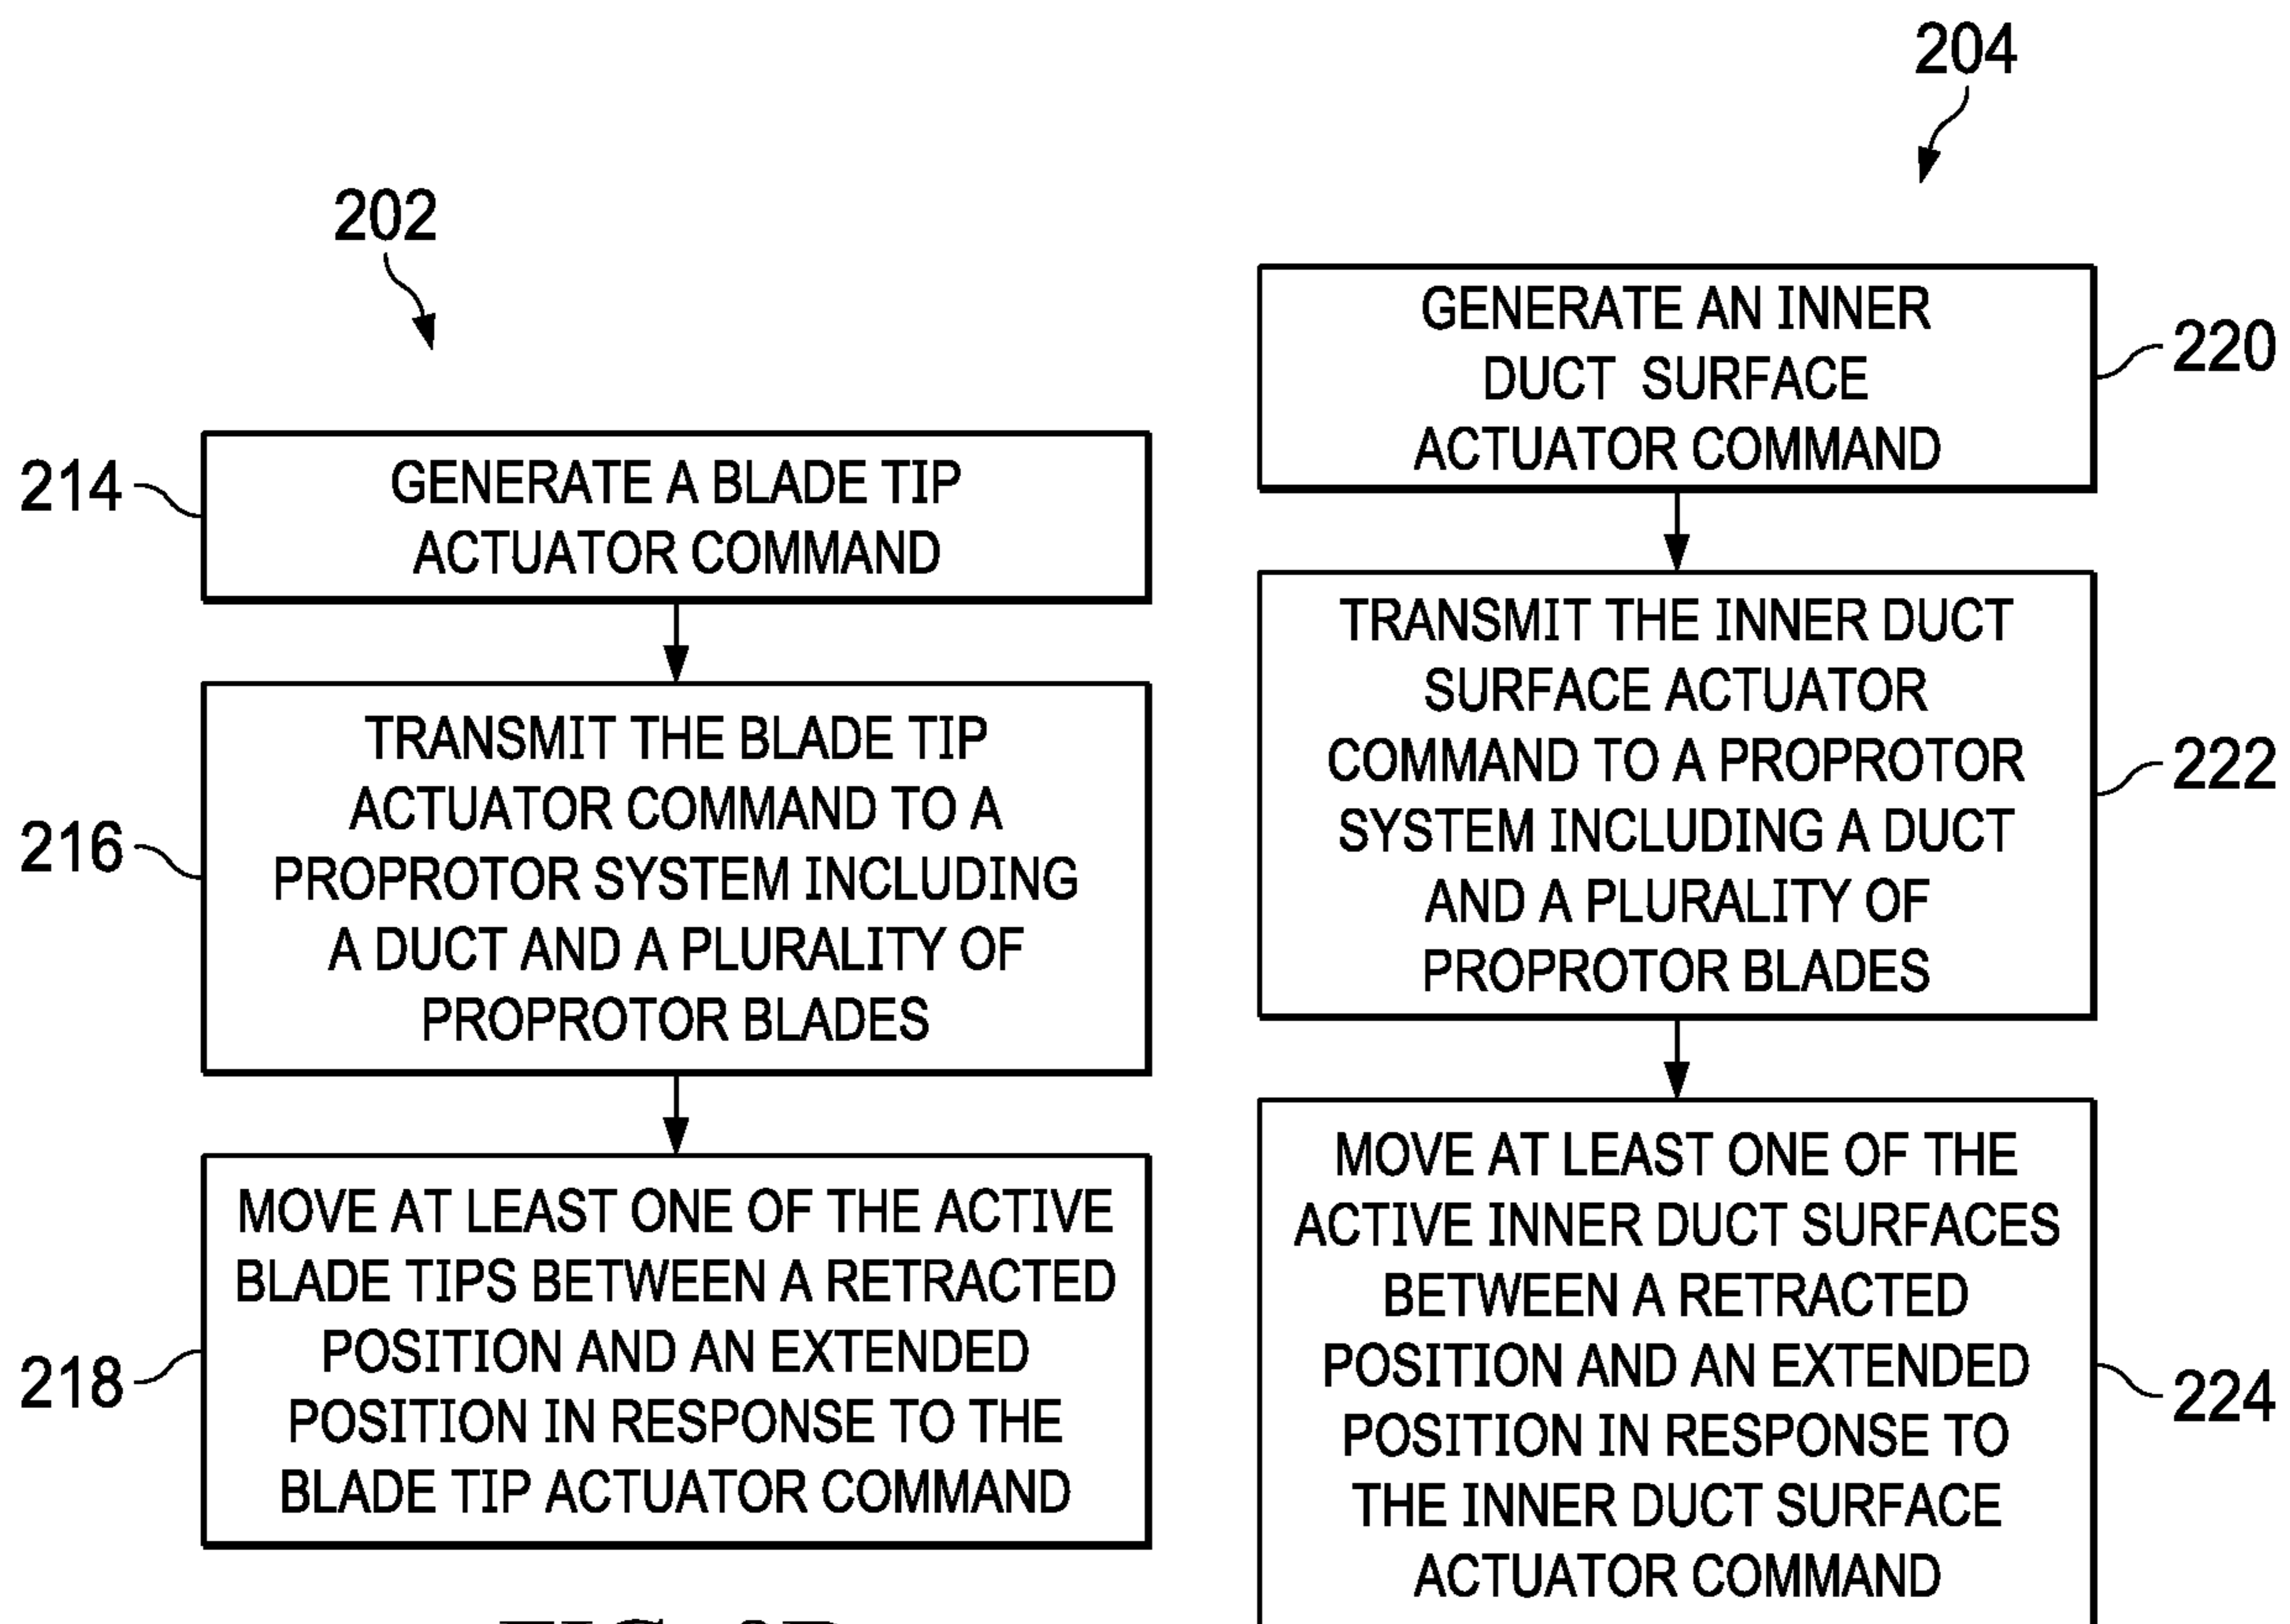 202
214
GENERATE A BLADE TIP
ACTUATOR COMMAND
216
TRANSMIT THE BLADE TIP
ACTUATOR COMMAND TO A
PROPROTOR SYSTEM INCLUDING
A DUCT AND A PLURALITY OF
PROPROTOR BLADES
218
MOVE AT LEAST ONE OF THE ACTIVE
BLADE TIPS BETWEEN A RETRACTED
POSITION AND AN EXTENDED
POSITION IN RESPONSE TO THE
BLADE TIP ACTUATOR COMMAND
204
GENERATE AN INNER
DUCT SURFACE
ACTUATOR COMMAND
220
TRANSMIT THE INNER DUCT
SURFACE ACTUATOR
COMMAND TO A PROPROTOR
SYSTEM INCLUDING A DUCT
AND A PLURALITY OF
PROPROTOR BLADES
222
MOVE AT LEAST ONE OF THE
ACTIVE INNER DUCT SURFACES
BETWEEN A RETRACTED
POSITION AND AN EXTENDED
POSITION IN RESPONSE TO
THE INNER DUCT SURFACE
ACTUATOR COMMAND
224